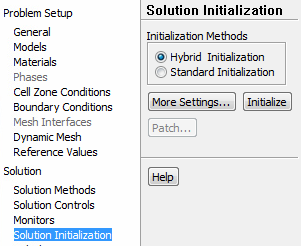 Problem Setup
General
Models
Materials
Phases
Cell Zone Conditions
Boundary Conditions
Mesh Interfaces
Dynamic Mesh
Reference Values
Solution
Solution Methods
Solution Controls
Monitors
Solution Initialization
Solution Initialization
Initialization Methods
Hybrid Initialization
Standard Initialization
More Settings... Initialize
Patch...
Help